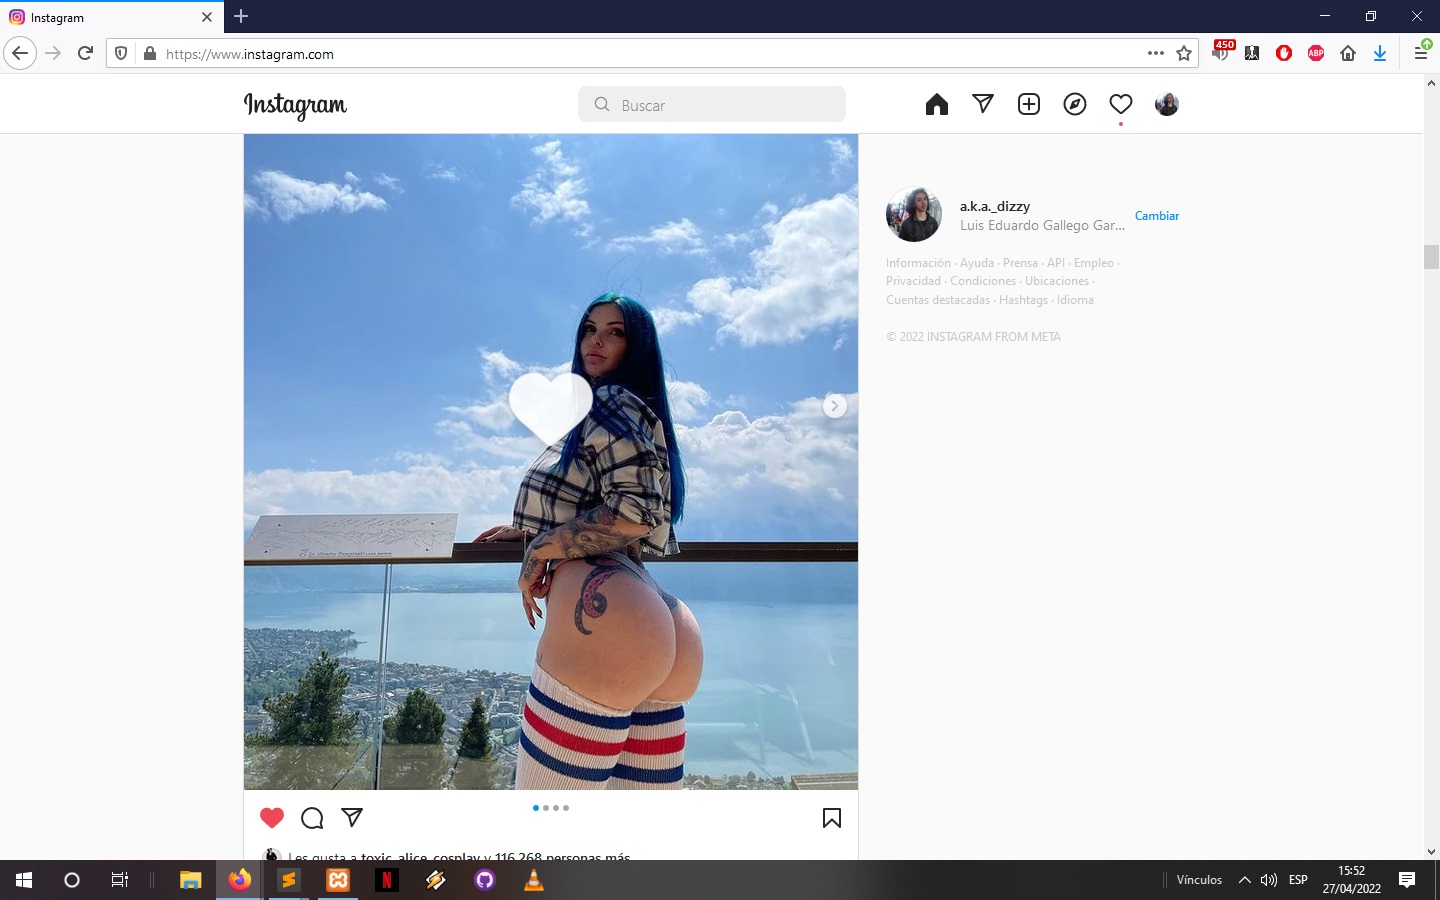 Instagram
https://www.instagram.com
450
ABP
Instagram
Buscar
a.k.a._dizzy
Luis Eduardo Gallego Gar...
Cambiar
Información · Ayuda · Prensa · API · Empleo ·
Privacidad · Condiciones · Ubicaciones ·
Cuentas destacadas · Hashtags · Idioma
© 2022 INSTAGRAM FROM META
Les gusta a toxic_alice_cosplay y 116.268 personas más
N
Vínculos
ESP
15:52
27/04/2022